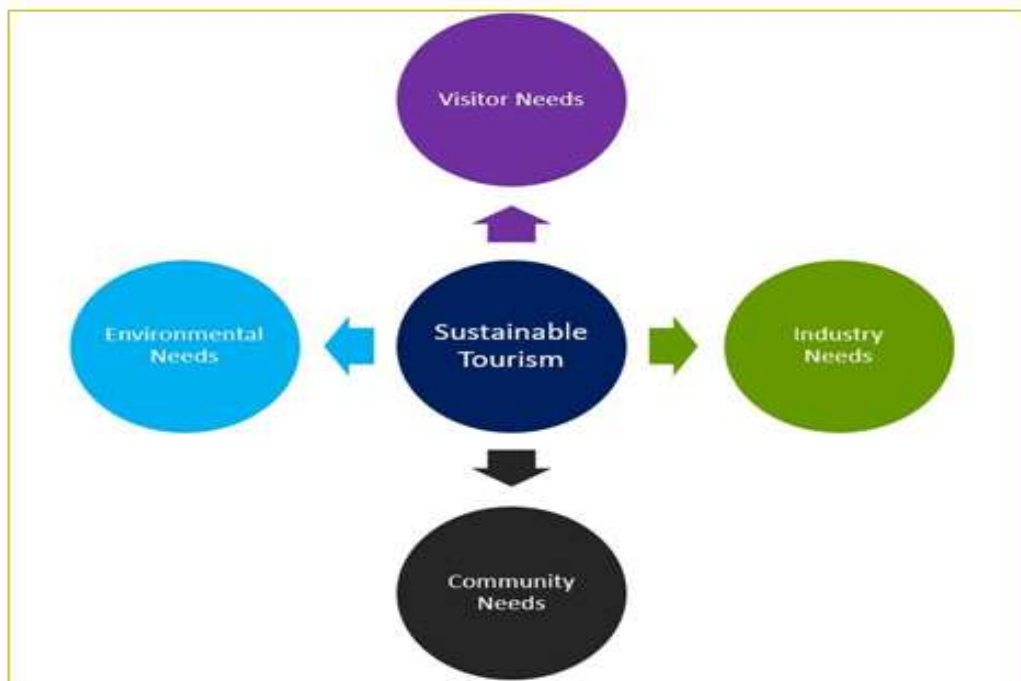 Visitor Needs
Environmental
Needs
Sustainable
Tourism
Industry
Needs
Community
Needs